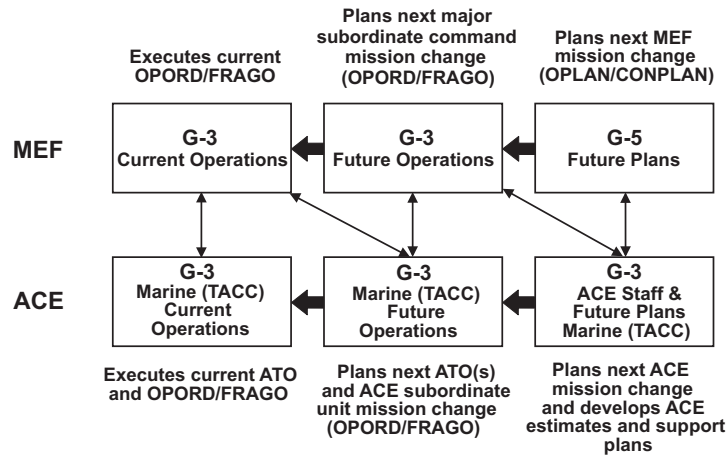 Executes current
OPORD/FRAGO
Plans next major
subordinate command
mission change
(OPORD/FRAGO)
Plans next MEF
mission change
(OPLAN/CONPLAN)
MEF
G-3
Current Operations
G-3
Future Operations
G-5
Future Plans
ACE
G-3
Marine (TACC)
Current
Operations
G-3
Marine (TACC)
Future
Operations
G-3
ACE Staff &
Future Plans
Marine (TACC)
Executes current ATO
and OPORD/FRAGO
Plans next ATO(s)
and ACE subordinate
unit mission change
(OPORD/FRAGO)
Plans next ACE
mission change
and develops ACE
estimates and support
plans